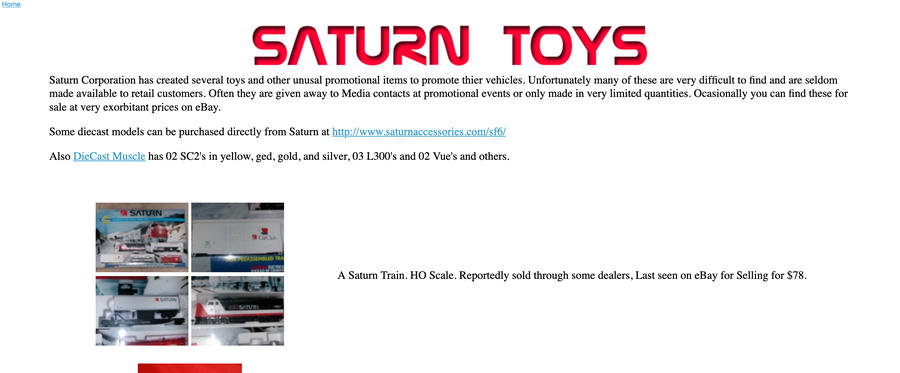 Home
SATURN TOYS
Saturn Corporation has created several toys and other unusal promotional items to promote thier vehicles. Unfortunately many of these are very difficult to find and are seldom
made available to retail customers. Often they are given away to Media contacts at promotional events or only made in very limited quantities. Ocasionally you can find these for
sale at very exorbitant prices on eBay.
Some diecast models can be purchased directly from Saturn at http://www.saturnaccessories.com/sf6/
Also DieCast Muscle has 02 SC2's in yellow, ged, gold, and silver, 03 L300's and 02 Vue's and others.
SATURN
A Saturn Train. HO Scale. Reportedly sold through some dealers, Last seen on eBay for Selling for $78.